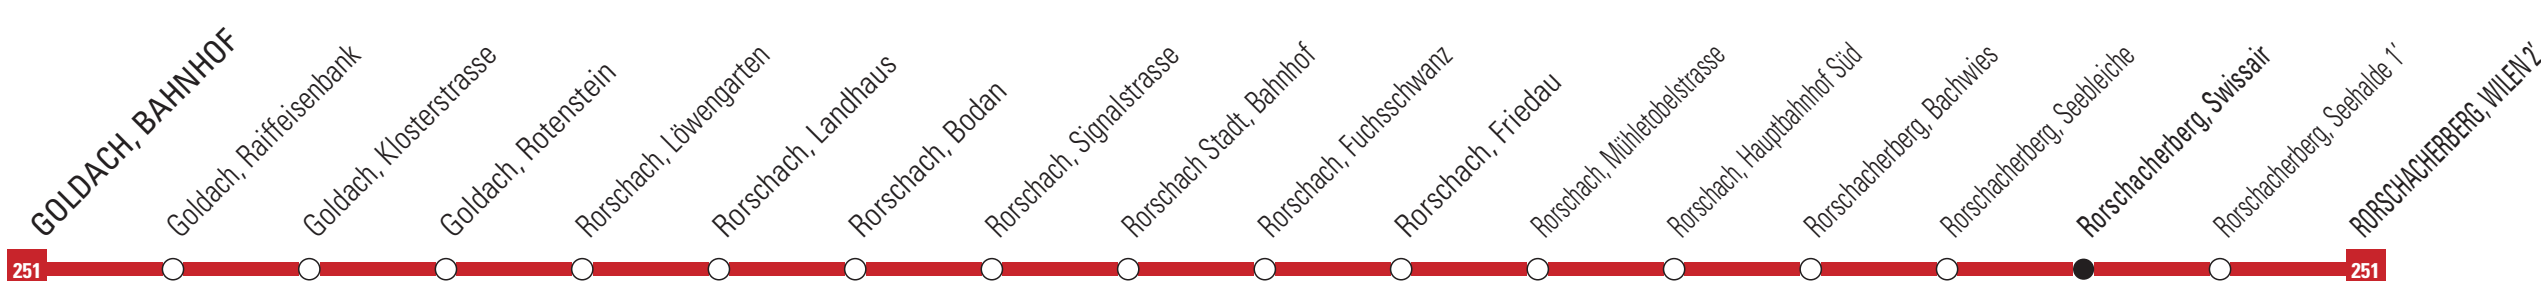 GOLDACH, BAHNHOF
Goldach, Raiffeisenbank
Goldach, Klosterstrasse
Goldach, Rotenstein
Rorschach, Löwengarten
Rorschach, Landhaus
Rorschach, Bodan
Rorschach, Signalstrasse
Rorschach Stadt, Bahnhof
Rorschach, Fuchsschwanz
Rorschach, Friedau
Rorschach, Mühletobelstrasse
Rorschach, Hauptbahnhof Süd
Rorschacherberg, Bachwies
Rorschacherberg, Seebleiche
Rorschacherberg, Swissair
Rorschacherberg, Seehalde 1'
RORSCHACHERBERG, WILEN 2'
251
251